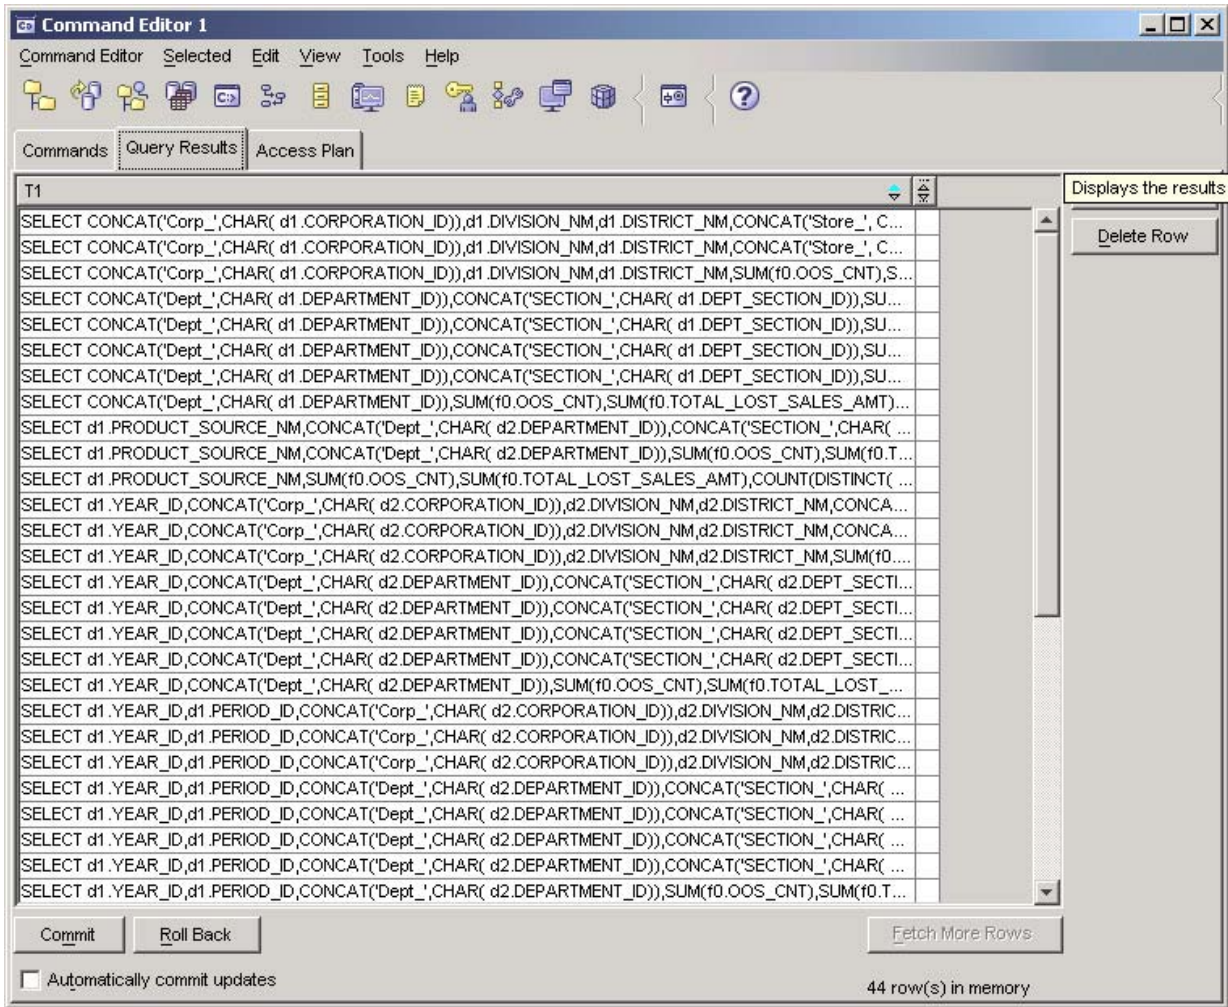 Command Editor 1
Command Editor Selected Edit View Tools Help
Commands Query Results Access Plan
T1
Displays the results
SELECT CONCAT('Corp_',CHAR( d1.CORPORATION_ID)),d1.DIVISION_NM,d1.DISTRICT_NM,CONCAT('Store_', C...
Delete Row
SELECT CONCAT('Corp_',CHAR( d1.CORPORATION_ID)),d1.DIVISION_NM,d1.DISTRICT_NM,CONCAT('Store_', C...
SELECT CONCAT('Corp_',CHAR( d1.CORPORATION_ID)),d1.DIVISION_NM,d1.DISTRICT_NM,SUM(f0.OOS_CNT),S...
SELECT CONCAT('Dept_',CHAR( d1.DEPARTMENT_ID)),CONCAT('SECTION_',CHAR( d1.DEPT_SECTION_ID)),SU...
SELECT CONCAT('Dept_',CHAR( d1.DEPARTMENT_ID)),CONCAT('SECTION_',CHAR( d1.DEPT_SECTION_ID)),SU...
SELECT CONCAT('Dept_',CHAR( d1.DEPARTMENT_ID)),CONCAT('SECTION_',CHAR( d1.DEPT_SECTION_ID)),SU...
SELECT CONCAT('Dept_',CHAR( d1.DEPARTMENT_ID)),CONCAT('SECTION_',CHAR( d1.DEPT_SECTION_ID)),SU...
SELECT CONCAT('Dept_',CHAR( d1.DEPARTMENT_ID)),SUM(f0.OOS_CNT),SUM(f0.TOTAL_LOST_SALES_AMT)...
SELECT d1.PRODUCT_SOURCE_NM,CONCAT('Dept_',CHAR( d2.DEPARTMENT_ID)),CONCAT('SECTION_',CHAR( ...
SELECT d1.PRODUCT_SOURCE_NM,CONCAT('Dept_',CHAR( d2.DEPARTMENT_ID)),SUM(f0.OOS_CNT),SUM(f0.T...
SELECT d1.PRODUCT_SOURCE_NM,SUM(f0.OOS_CNT),SUM(f0.TOTAL_LOST_SALES_AMT),COUNT(DISTINCT( ...
SELECT d1.YEAR_ID,CONCAT('Corp_',CHAR( d2.CORPORATION_ID)),d2.DIVISION_NM,d2.DISTRICT_NM,CONCA...
SELECT d1.YEAR_ID,CONCAT('Corp_',CHAR( d2.CORPORATION_ID)),d2.DIVISION_NM,d2.DISTRICT_NM,CONCA...
SELECT d1.YEAR_ID,CONCAT('Corp_',CHAR( d2.CORPORATION_ID)),d2.DIVISION_NM,d2.DISTRICT_NM,SUM(f0....
SELECT d1.YEAR_ID,CONCAT('Dept_',CHAR( d2.DEPARTMENT_ID)),CONCAT('SECTION_',CHAR( d2.DEPT_SECTI...
SELECT d1.YEAR_ID,CONCAT('Dept_',CHAR( d2.DEPARTMENT_ID)),CONCAT('SECTION_',CHAR( d2.DEPT_SECTI...
SELECT d1.YEAR_ID,CONCAT('Dept_',CHAR( d2.DEPARTMENT_ID)),CONCAT('SECTION_',CHAR( d2.DEPT_SECTI...
SELECT d1.YEAR_ID,CONCAT('Dept_',CHAR( d2.DEPARTMENT_ID)),CONCAT('SECTION_',CHAR( d2.DEPT_SECTI...
SELECT d1.YEAR_ID,CONCAT('Dept_',CHAR( d2.DEPARTMENT_ID)),SUM(f0.OOS_CNT),SUM(f0.TOTAL_LOST_...
SELECT d1.YEAR_ID,d1.PERIOD_ID,CONCAT('Corp_',CHAR( d2.CORPORATION_ID)),d2.DIVISION_NM,d2.DISTRIC...
SELECT d1.YEAR_ID,d1.PERIOD_ID,CONCAT('Corp_',CHAR( d2.CORPORATION_ID)),d2.DIVISION_NM,d2.DISTRIC...
SELECT d1.YEAR_ID,d1.PERIOD_ID,CONCAT('Corp_',CHAR( d2.CORPORATION_ID)),d2.DIVISION_NM,d2.DISTRIC...
SELECT d1.YEAR_ID,d1.PERIOD_ID,CONCAT('Dept_',CHAR( d2.DEPARTMENT_ID)),CONCAT('SECTION_',CHAR( ...
SELECT d1.YEAR_ID,d1.PERIOD_ID,CONCAT('Dept_',CHAR( d2.DEPARTMENT_ID)),CONCAT('SECTION_',CHAR( ...
SELECT d1.YEAR_ID,d1.PERIOD_ID,CONCAT('Dept_',CHAR( d2.DEPARTMENT_ID)),CONCAT('SECTION_',CHAR( ...
SELECT d1.YEAR_ID,d1.PERIOD_ID,CONCAT('Dept_',CHAR( d2.DEPARTMENT_ID)),CONCAT('SECTION_',CHAR( ...
SELECT d1.YEAR_ID,d1.PERIOD_ID,CONCAT('Dept_',CHAR( d2.DEPARTMENT_ID)),SUM(f0.OOS_CNT),SUM(f0.T...
Commit Roll Back Fetch More Rows
Automatically commit updates
44 row(s) in memory